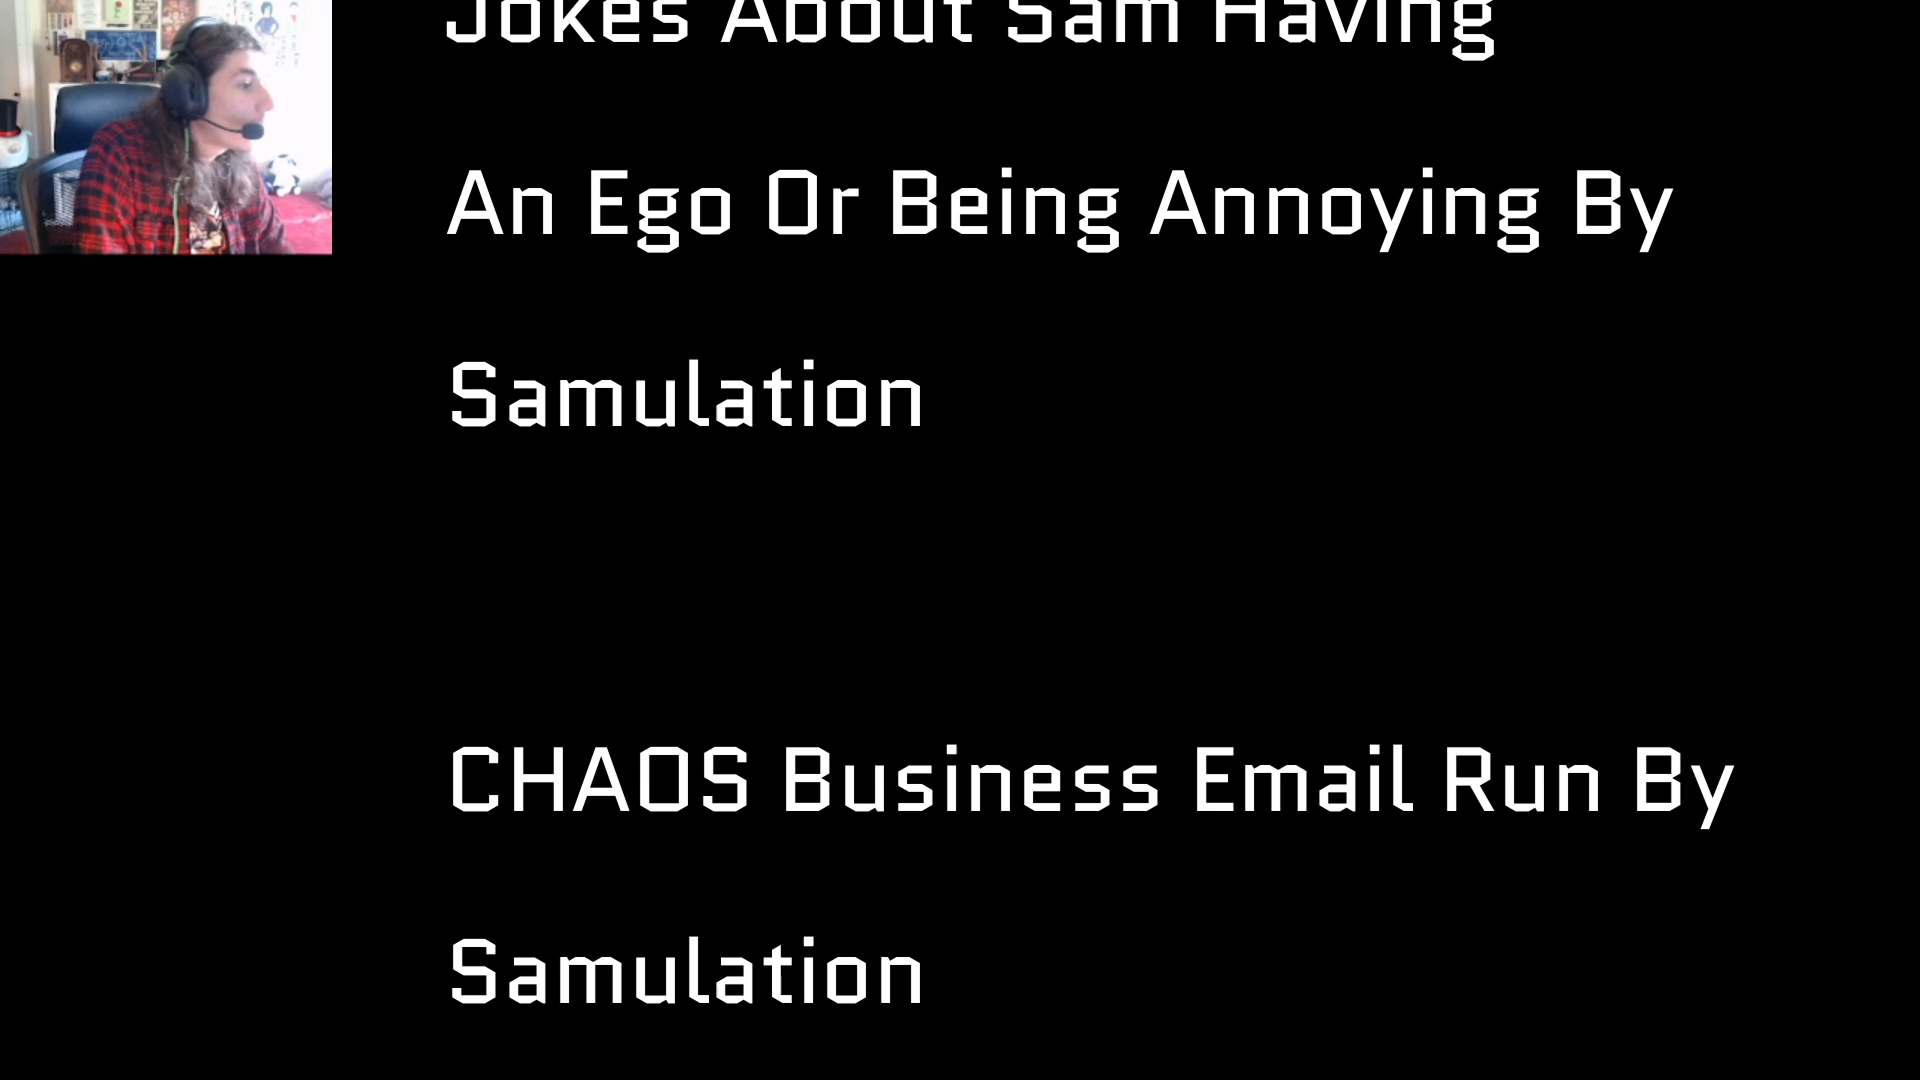 Jokes About Sam Having
An Ego Or Being Annoying By
Samulation
CHAOS Business Email Run By
Samulation